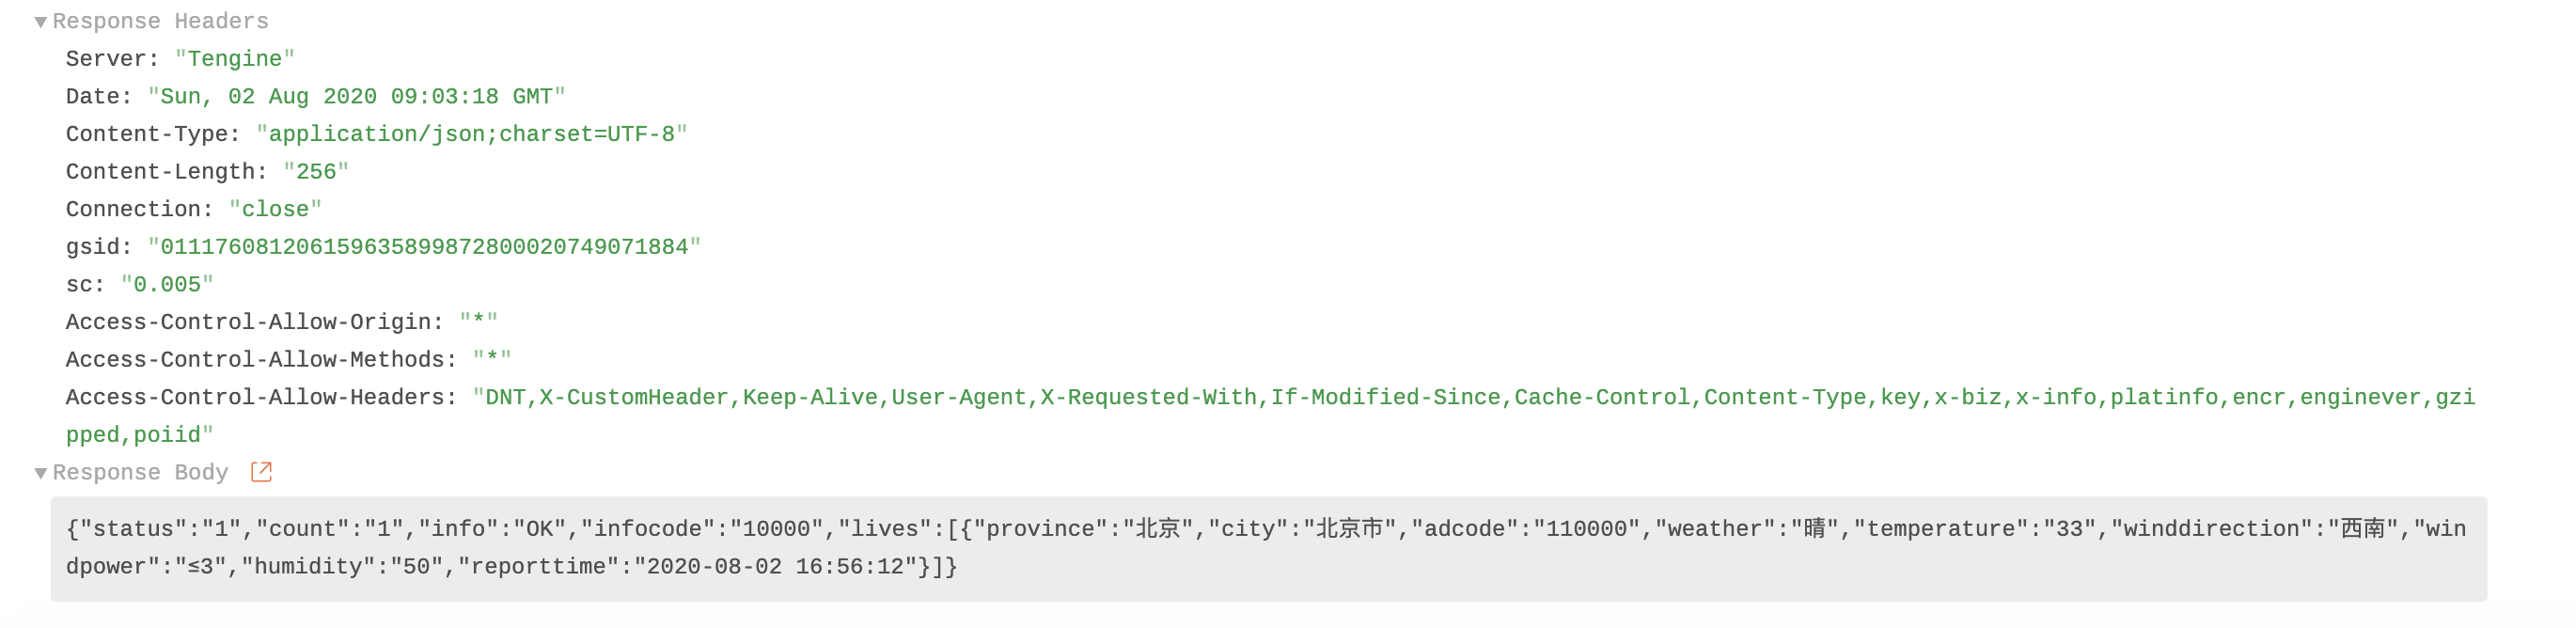 Response Headers
Server: "Tengine"
Date: "Sun, 02 Aug 2020 09:03:18 GMT"
Content-Type: "application/json;charset=UTF-8"
Content-Length: "256"
Connection: "close"
gsid: "011176081206159635899872800020749071884"
sc: "0.005"
Access-Control-Allow-Origin: "*"
Access-Control-Allow-Methods: "*"
Access-Control-Allow-Headers: "DNT,X-CustomHeader,Keep-Alive,User-Agent,X-Requested-With,If-Modified-Since,Cache-Control,Content-Type,key,x-biz,x-info,platinfo,encr,enginever,gzi
pped,poiid"
Response Body
{"status":"1","count":"1","info":"OK","infocode":"10000","lives":[{"province":"北京","city":"北京市","adcode":"110000","weather":"晴","temperature":"33","winddirection":"西南","win
dpower":"≤3","humidity":"50","reporttime":"2020-08-02 16:56:12"}]}